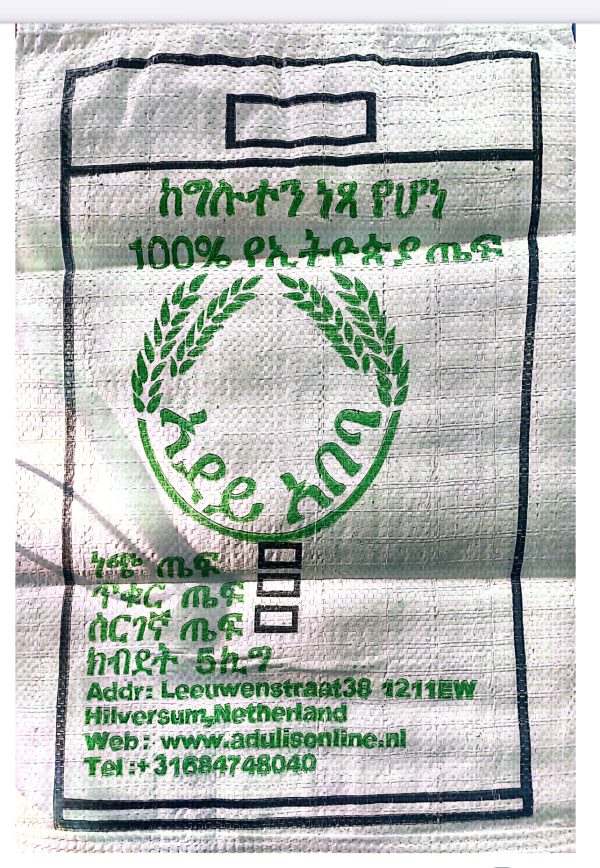 ከግሉተን ነጻ የሆነ
100% የኢትዮጵያ ጤፍ
አደይ አበባ
ነጭ ጤፍ
ጥቁር ጤፍ
ሰርገኛ ጤፍ
ክብደት 5ኪግ
Addr: Leeuwenstraat38 1211EW
Hilversum,Netherland
Web: www.adulisonline.nl
Tel :+31684748040